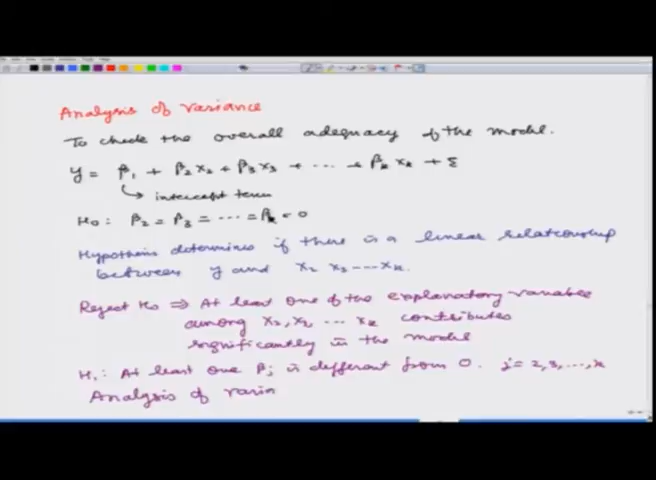 Analysis of variance
To check the overall adequacy of the model.
y = β₁ + β₂x₂ + β₃x₃ + ... + βₖxₖ + ε
↳ intercept term
H₀: β₂ = β₃ = ... = βₖ = 0
Hypothesis determines if there is a linear relationship
between y and x₂ x₃ ... xₖ.
Reject H₀ ⇒ At least one of the explanatory variable
among x₂, x₃, ... xₖ contributes
significantly in the model
H₁: At least one βⱼ is different from 0. j = 2, 3, ..., k
Analysis of varia